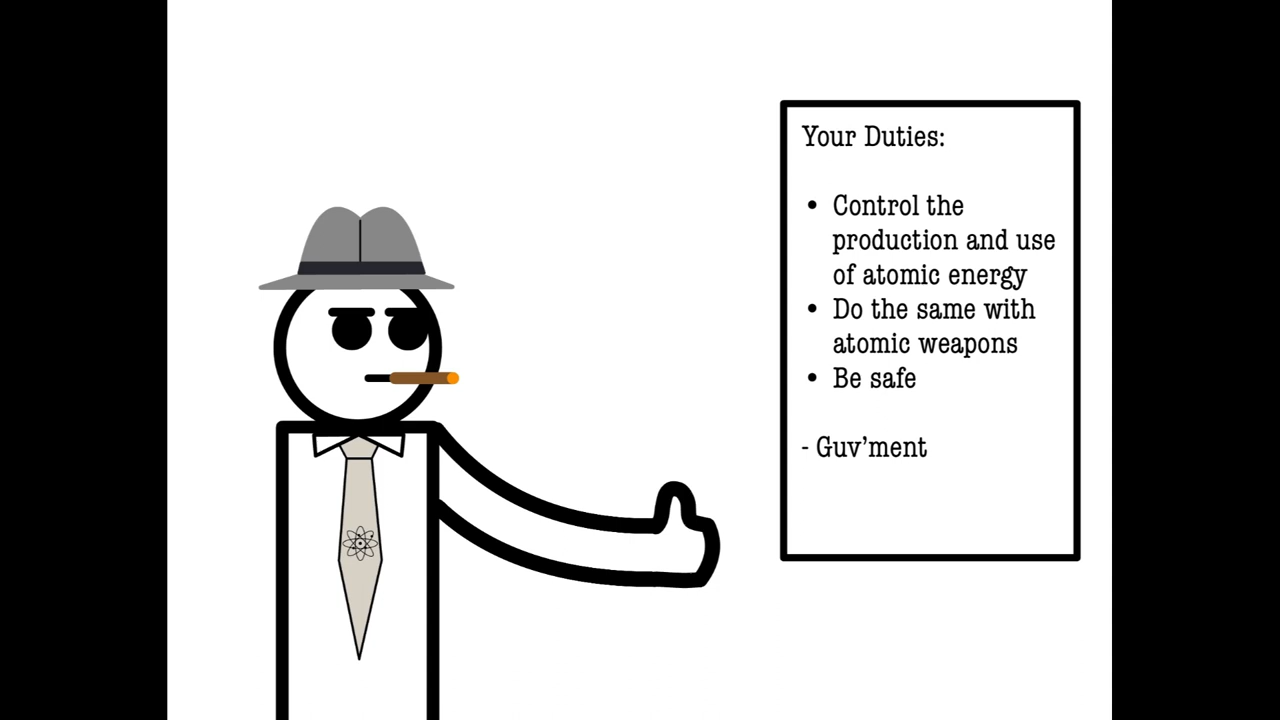 Your Duties:
• Control the
production and use
of atomic energy
• Do the same with
atomic weapons
• Be safe
- Guv'ment